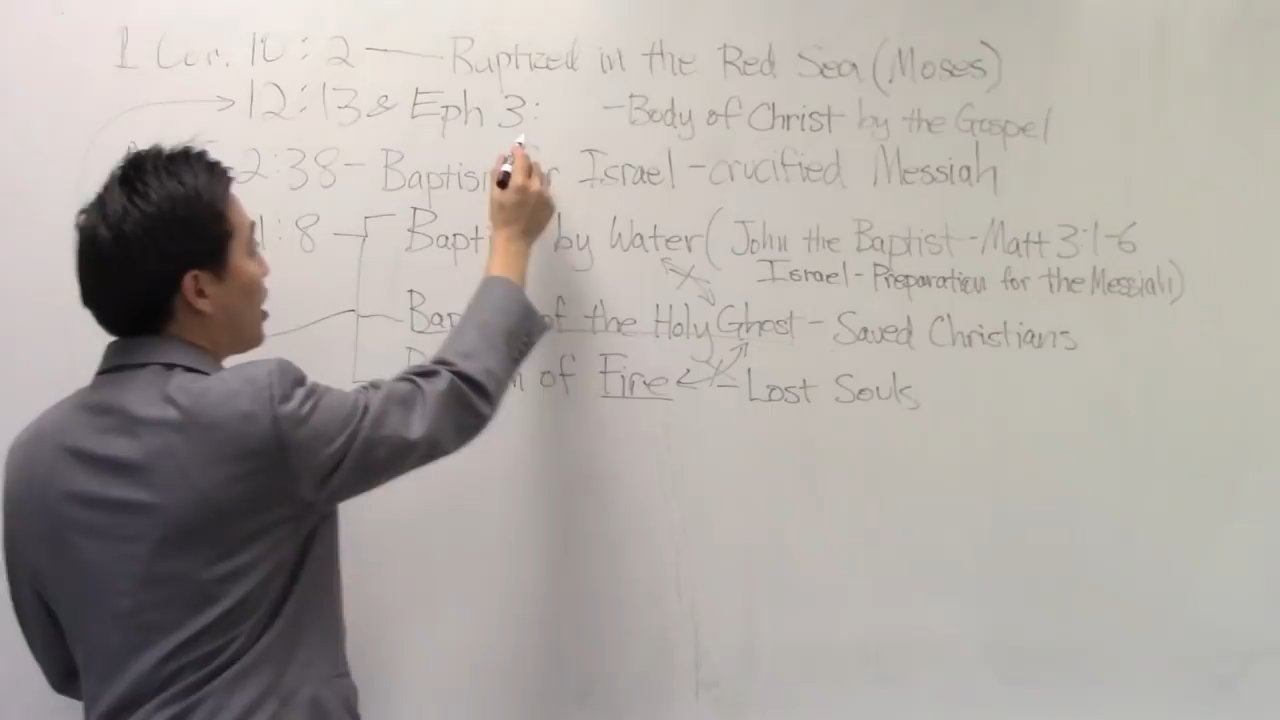 1 Cor. 10:2 — Baptized in the Red Sea (Moses)
→ 12:13 & Eph 3: - Body of Christ by the Gospel
2:38 - Israel - crucified Messiah
1:8 by Water ( John the Baptist - Matt 3:1-6
Israel - Preparation for the Messiah)
of the Holy Ghost - Saved Christians
of Fire - Lost Souls